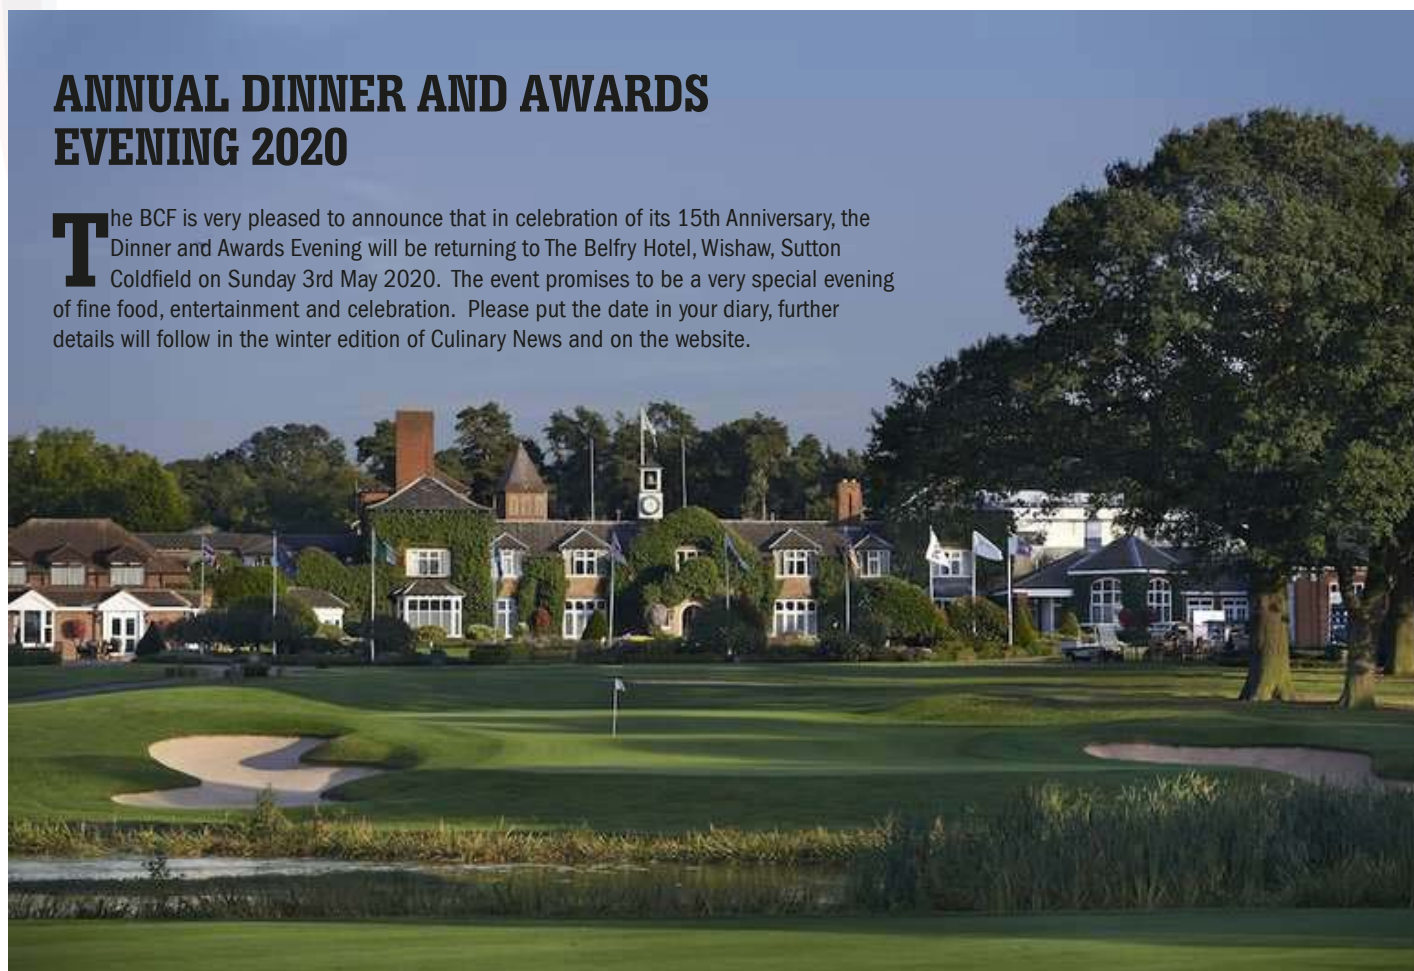 ANNUAL DINNER AND AWARDS
EVENING 2020
The BCF is very pleased to announce that in celebration of its 15th Anniversary, the
Dinner and Awards Evening will be returning to The Belfry Hotel, Wishaw, Sutton
Coldfield on Sunday 3rd May 2020. The event promises to be a very special evening
of fine food, entertainment and celebration. Please put the date in your diary, further
details will follow in the winter edition of Culinary News and on the website.